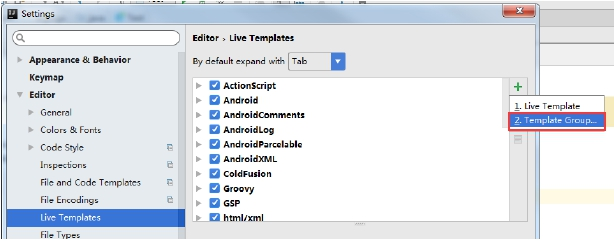 Settings
Editor › Live Templates
By default expand with Tab
Appearance & Behavior
Keymap
Editor
General
Colors & Fonts
Code Style
Inspections
File and Code Templates
File Encodings
Live Templates
File Types
ActionScript
Android
AndroidComments
AndroidLog
AndroidParcelable
AndroidXML
ColdFusion
Groovy
GSP
html/xml
1. Live Template
2. Template Group...